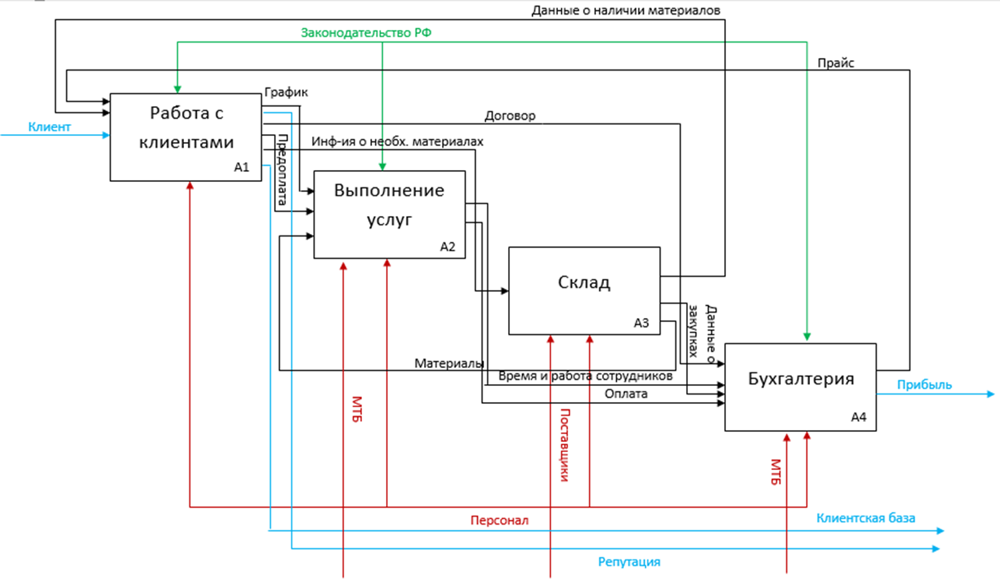 Данные о наличии материалов
Законодательство РФ
Прайс
График
Работа с
клиентами
А1
Клиент
Договор
Предоплата
Инф-ия о необх. материалах
Выполнение
услуг
А2
Склад
А3
Данные о
закупках
Материалы
Время и работа сотрудников
Оплата
Бухгалтерия
А4
Прибыль
МТБ
Поставщики
МТБ
Персонал
Клиентская база
Репутация